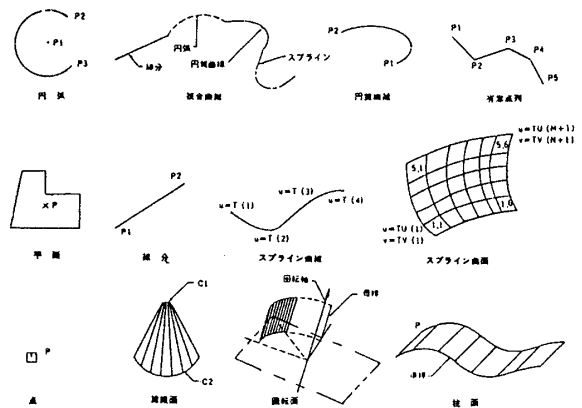 P2
P1
P3
円弧
線分
円弧
円錐曲線
スプライン
複合曲線
P2
P1
円錐曲線
P1
P3
P2
P4
P5
有意点列
P
平面
P1
P2
線分
u=T (1)
u=T (2)
u=T (3)
u=T (4)
スプライン曲線
u=TU (M+1)
v=TV (N+1)
5,1
5,6
1,1
1,6
u=TU (1)
v=TV (1)
スプライン曲面
P
点
C1
C2
線織面
回転軸
母線
回転面
P
準線
柱面